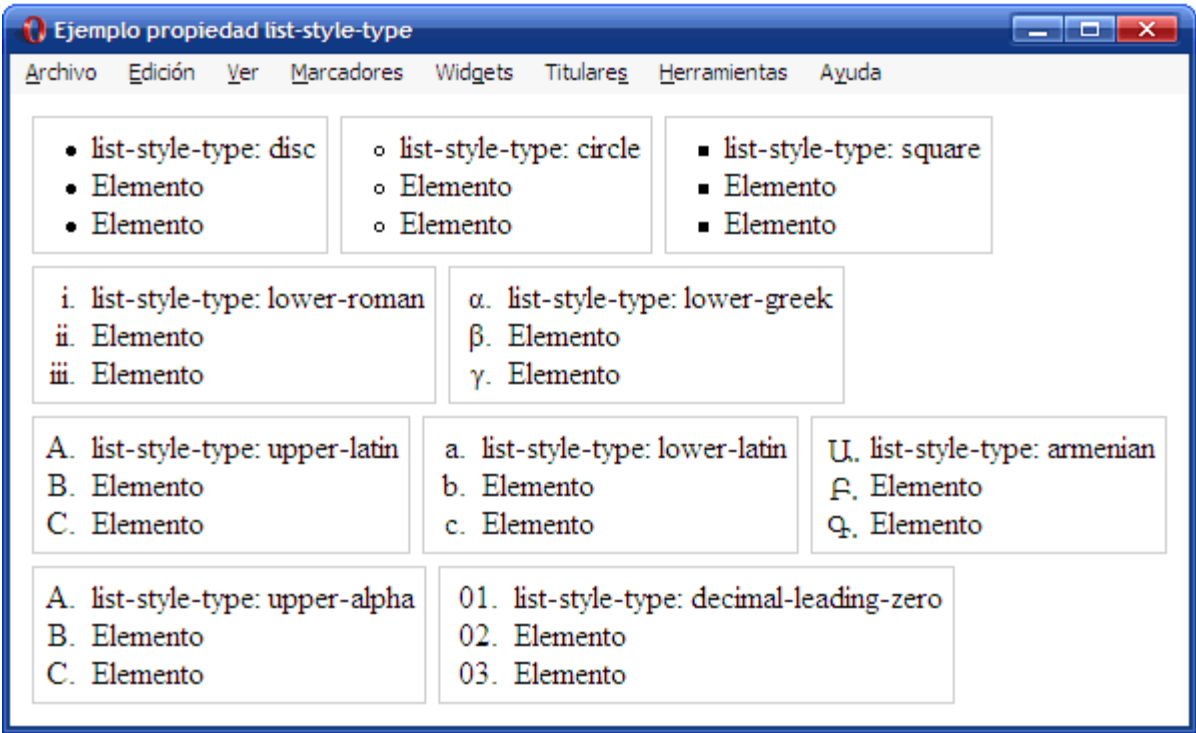 Ejemplo propiedad list-style-type
Archivo Edición Ver Marcadores Widgets Titulares Herramientas Ayuda
• list-style-type: disc
• Elemento
• Elemento
◦ list-style-type: circle
◦ Elemento
◦ Elemento
▪ list-style-type: square
▪ Elemento
▪ Elemento
i. list-style-type: lower-roman
ii. Elemento
iii. Elemento
α. list-style-type: lower-greek
β. Elemento
γ. Elemento
A. list-style-type: upper-latin
B. Elemento
C. Elemento
a. list-style-type: lower-latin
b. Elemento
c. Elemento
Ա. list-style-type: armenian
Բ. Elemento
Գ. Elemento
A. list-style-type: upper-alpha
B. Elemento
C. Elemento
01. list-style-type: decimal-leading-zero
02. Elemento
03. Elemento